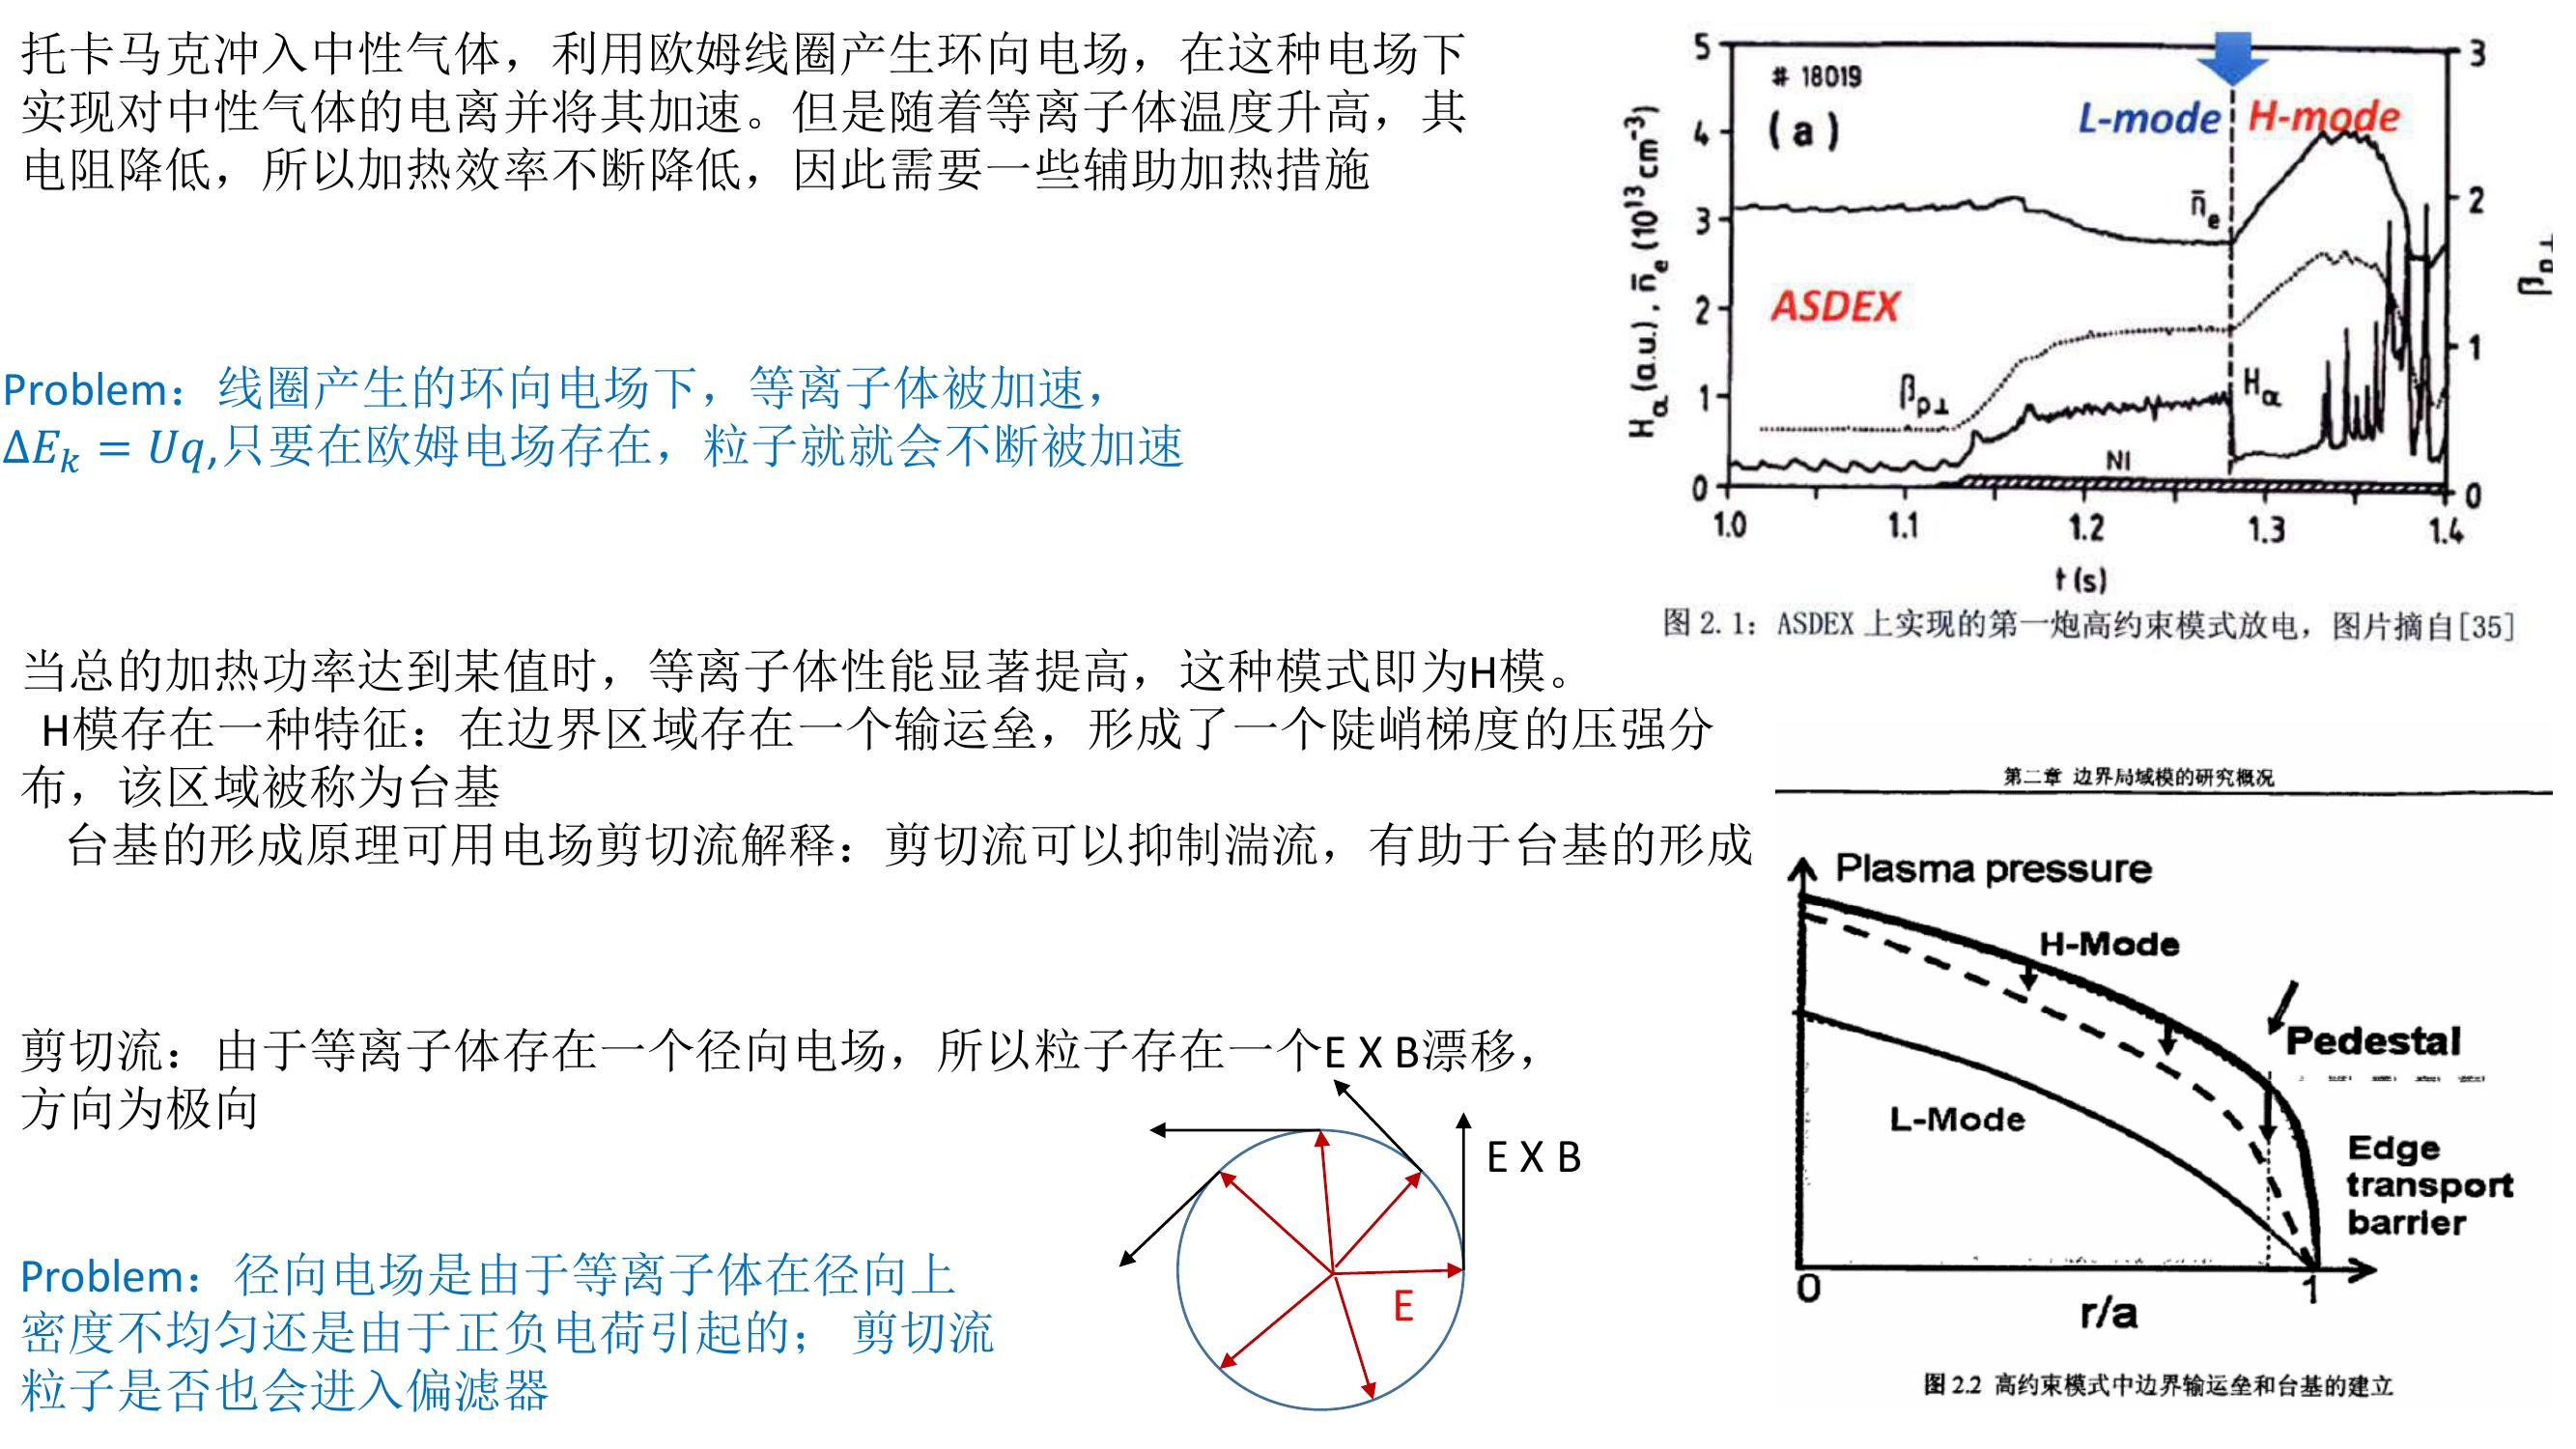 托卡马克冲入中性气体，利用欧姆线圈产生环向电场，在这种电场下
实现对中性气体的电离并将其加速。但是随着等离子体温度升高，其
电阻降低，所以加热效率不断降低，因此需要一些辅助加热措施
Problem：线圈产生的环向电场下，等离子体被加速，
ΔE_k = Uq,只要在欧姆电场存在，粒子就就会不断被加速
当总的加热功率达到某值时，等离子体性能显著提高，这种模式即为H模。
H模存在一种特征：在边界区域存在一个输运垒，形成了一个陡峭梯度的压强分
布，该区域被称为台基
台基的形成原理可用电场剪切流解释：剪切流可以抑制湍流，有助于台基的形成
剪切流：由于等离子体存在一个径向电场，所以粒子存在一个E X B漂移，
方向为极向
E X B
E
Problem：径向电场是由于等离子体在径向上
密度不均匀还是由于正负电荷引起的； 剪切流
粒子是否也会进入偏滤器
# 18019
(a)
L-mode
H-mode
ASDEX
n̄e
βp⊥
Hα
NI
Hα (a.u.), n̄e (10¹³ cm⁻³)
βp⊥
5
4
3
2
1
0
3
2
1
0
1.0 1.1 1.2 1.3 1.4
t (s)
图 2.1：ASDEX 上实现的第一炮高约束模式放电，图片摘自[35]
第二章 边界局域模的研究概况
Plasma pressure
H-Mode
Pedestal
L-Mode
Edge
transport
barrier
0
1
r/a
图 2.2 高约束模式中边界输运垒和台基的建立